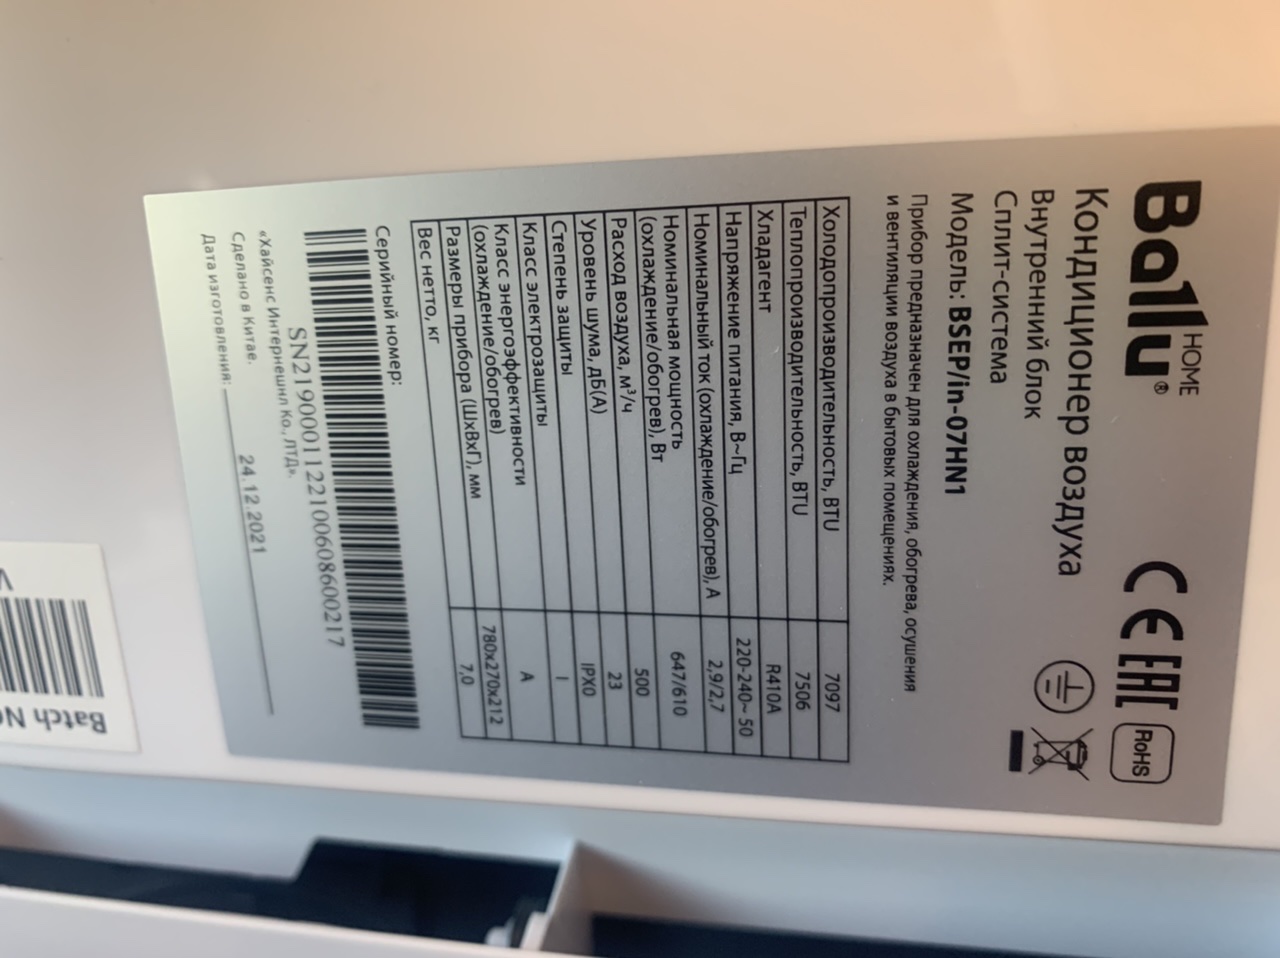 Ballu® HOME
CE EAC RoHS
Кондиционер воздуха
Внутренний блок
Сплит-система
Модель: BSEP/in-07HN1
Прибор предназначен для охлаждения, обогрева, осушения
и вентиляции воздуха в бытовых помещениях.
Холодопроизводительность, BTU 7097
Теплопроизводительность, BTU 7506
Хладагент R410A
Напряжение питания, В~Гц 220-240~ 50
Номинальный ток (охлаждение/обогрев), А 2,9/2,7
Номинальная мощность
(охлаждение/обогрев), Вт 647/610
Расход воздуха, м³/ч 500
Уровень шума, дБ(А) 23
Степень защиты IPX0
Класс электрозащиты I
Класс энергоэффективности
(охлаждение/обогрев) A
Размеры прибора (ШхВхГ), мм 780x270x212
Вес нетто, кг 7,0
Серийный номер:
SN2190001122100608600217
«Хайсенс Интернешнл Ко., ЛТД».
Сделано в Китае.
Дата изготовления: 24.12.2021
Batch